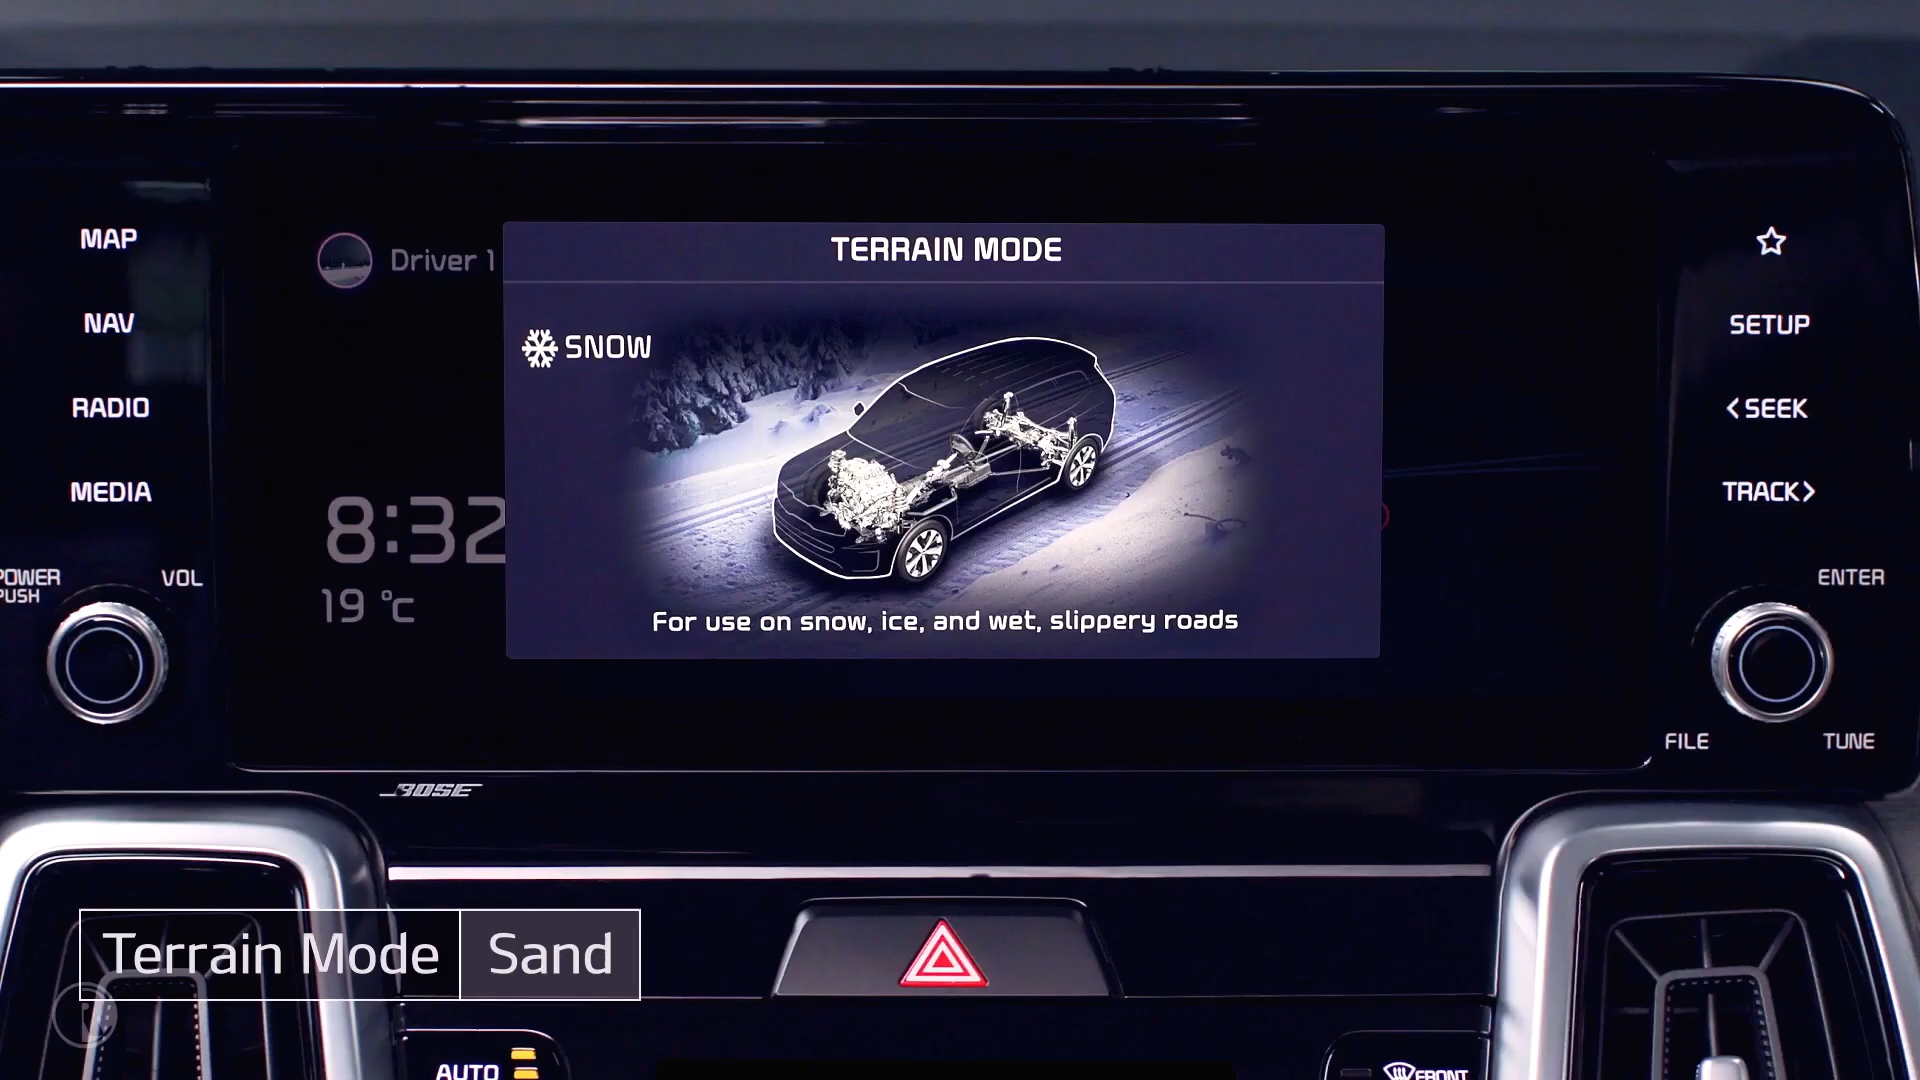 MAP
NAV
RADIO
MEDIA
POWER
PUSH
VOL
Driver 1
8:32
19 °c
TERRAIN MODE
SNOW
For use on snow, ice, and wet, slippery roads
SETUP
<SEEK
TRACK>
ENTER
FILE
TUNE
BOSE
Terrain Mode
Sand
AUTO
FRONT